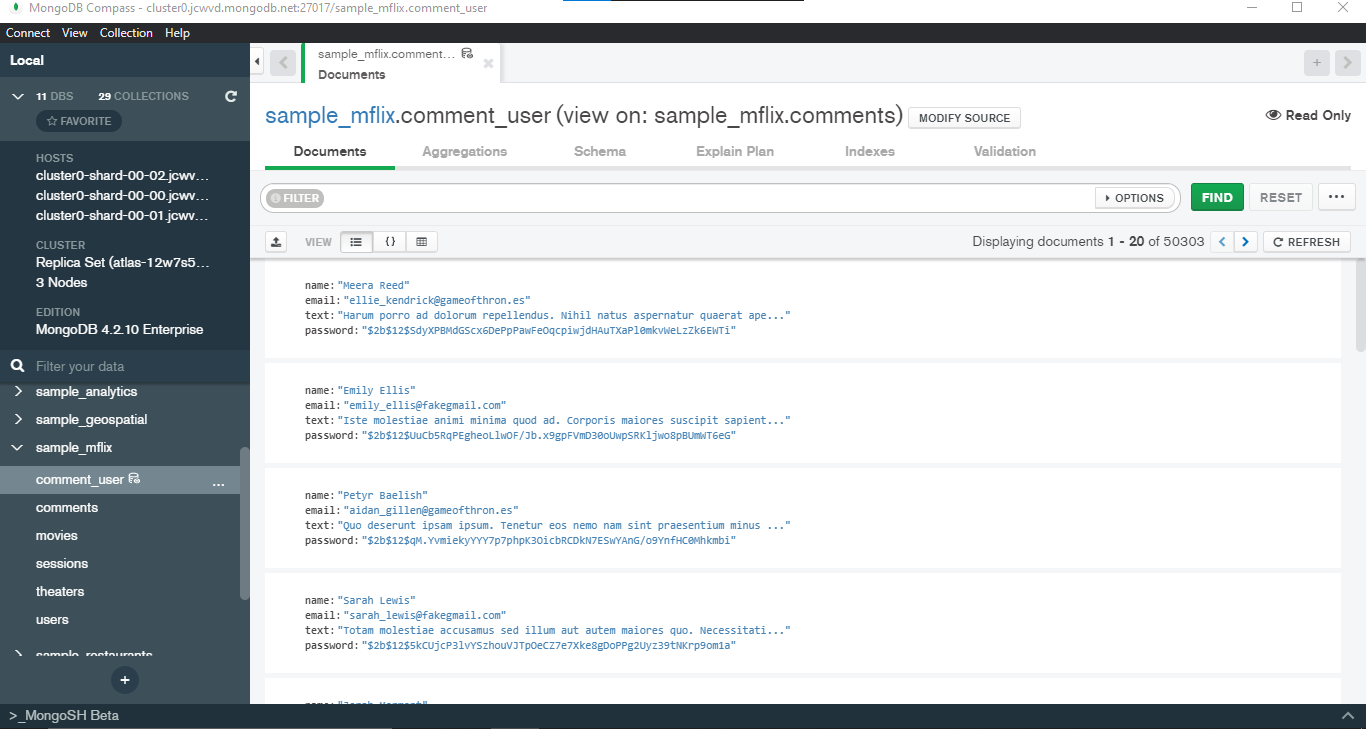 MongoDB Compass - cluster0.jcwvd.mongodb.net:27017/sample_mflix.comment_user
Connect View Collection Help
Local
11 DBS 29 COLLECTIONS
FAVORITE
HOSTS
cluster0-shard-00-02.jcwv...
cluster0-shard-00-00.jcwv...
cluster0-shard-00-01.jcwv...
CLUSTER
Replica Set (atlas-12w7s5...
3 Nodes
EDITION
MongoDB 4.2.10 Enterprise
Filter your data
sample_analytics
sample_geospatial
sample_mflix
comment_user ...
comments
movies
sessions
theaters
users
sample_restaurants
+
sample_mflix.comment...
Documents
sample_mflix.comment_user (view on: sample_mflix.comments) MODIFY SOURCE
Read Only
Documents Aggregations Schema Explain Plan Indexes Validation
FILTER OPTIONS FIND RESET ...
VIEW {} Displaying documents 1 - 20 of 50303 REFRESH
name: "Meera Reed"
email: "ellie_kendrick@gameofthron.es"
text: "Harum porro ad dolorum repellendus. Nihil natus aspernatur quaerat ape..."
password: "$2b$12$SdyXPBMdGScx6DePpPawFeOqcpiwjdHAuTXaPl0mkvWeLzZk6EWTi"
name: "Emily Ellis"
email: "emily_ellis@fakegmail.com"
text: "Iste molestiae animi minima quod ad. Corporis maiores suscipit sapient..."
password: "$2b$12$UuCb5RqPEgheoLlwOF/Jb.x9gpFVmD30oUwpSRKljwo8pBUmWT6eG"
name: "Petyr Baelish"
email: "aidan_gillen@gameofthron.es"
text: "Quo deserunt ipsam ipsum. Tenetur eos nemo nam sint praesentium minus ..."
password: "$2b$12$qM.YvmiekyYYY7p7phpK3OicbRCDkN7ESwYAnG/o9YnfHC0Mhkmbi"
name: "Sarah Lewis"
email: "sarah_lewis@fakegmail.com"
text: "Totam molestiae accusamus sed illum aut autem maiores quo. Necessitati..."
password: "$2b$12$5kCUjcP3lvYSzhouVJTpOeCZ7e7Xke8gDoPPg2Uyz39tNKrp9om1a"
>_MongoSH Beta